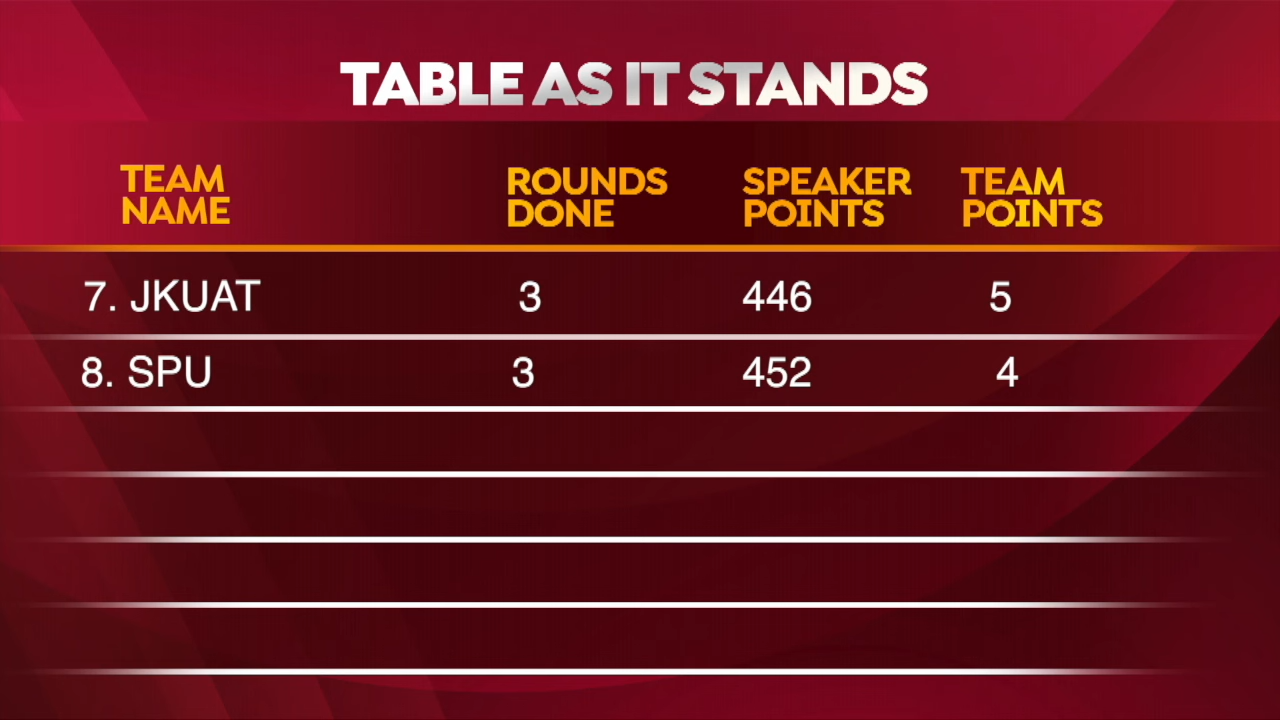 TABLE AS IT STANDS
TEAM NAME ROUNDS DONE SPEAKER POINTS TEAM POINTS
7. JKUAT 3 446 5
8. SPU 3 452 4